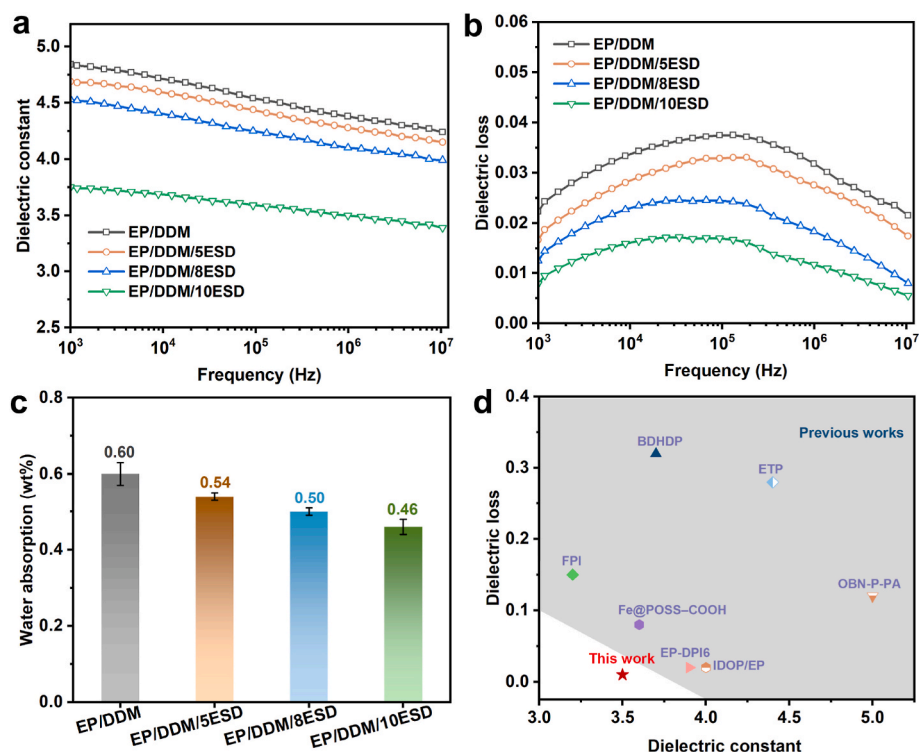 a
5.0
4.5
4.0
3.5
3.0
2.5
Dielectric constant
EP/DDM
EP/DDM/5ESD
EP/DDM/8ESD
EP/DDM/10ESD
10³ 10⁴ 10⁵ 10⁶ 10⁷
Frequency (Hz)
b
0.06
0.05
0.04
0.03
0.02
0.01
0.00
Dielectric loss
EP/DDM
EP/DDM/5ESD
EP/DDM/8ESD
EP/DDM/10ESD
10³ 10⁴ 10⁵ 10⁶ 10⁷
Frequency (Hz)
c
0.8
0.6
0.4
0.2
0.0
Water absorption (wt%)
0.60
0.54
0.50
0.46
EP/DDM
EP/DDM/5ESD
EP/DDM/8ESD
EP/DDM/10ESD
d
0.4
0.3
0.2
0.1
0.0
Dielectric loss
Previous works
BDHDP
ETP
FPI
OBN-P-PA
Fe@POSS–COOH
EP-DPI6
IDOP/EP
This work
3.0 3.5 4.0 4.5 5.0
Dielectric constant